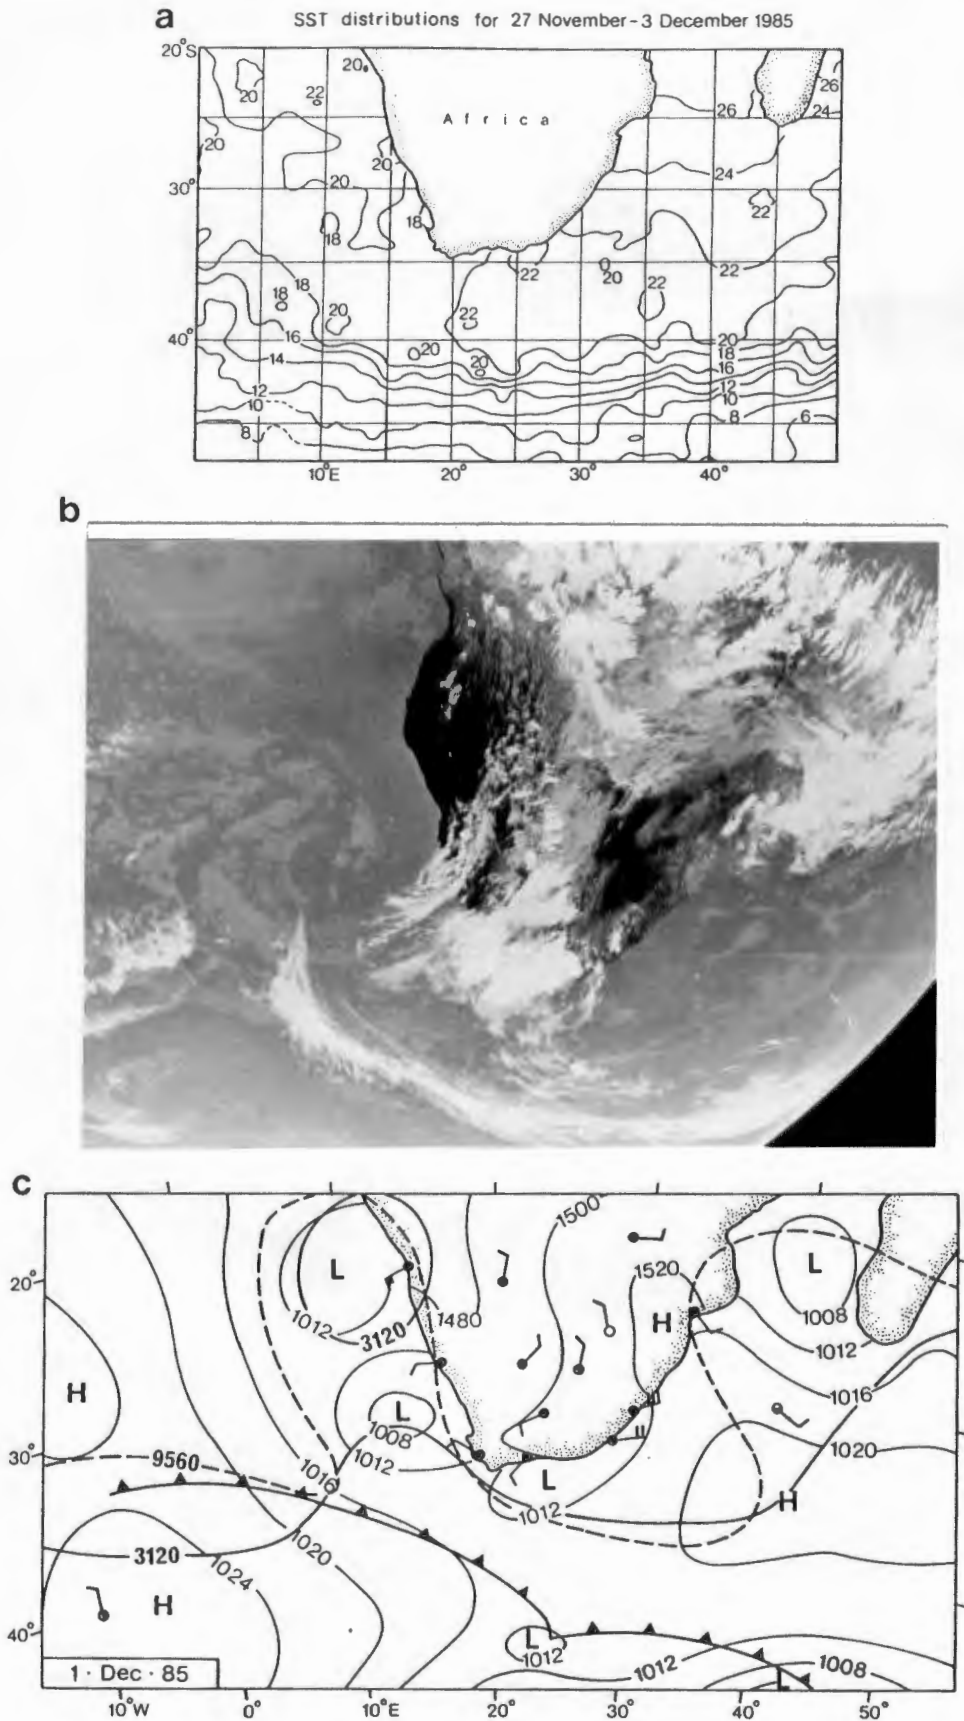 a SST distributions for 27 November-3 December 1985
20°S 20 20 22 26 26 24
Africa
20 20 20 24
30° 18 18 22
22 20 22 22
18 18 20 22
16 20 20 20
40° 14 18
12 16
10 12
8 10
8 6
10°E 20° 30° 40°
b
c
1500
20° L 1520 L
1012 3120 1480 H 1008
1012
H L 1016
1008
30° 9560 1012 L 1020
1016 1012 H
3120 1020
1024
H
40° L
1012 1012 1008
1·Dec·85 L
10°W 0° 10°E 20° 30° 40° 50°